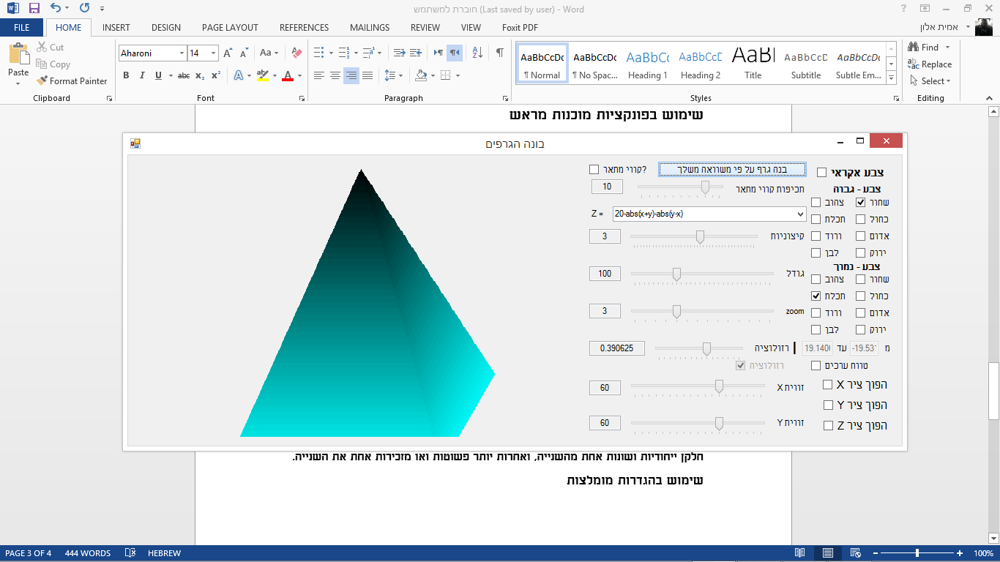 חוברת למשתמש (Last saved by user) - Word
FILE HOME INSERT DESIGN PAGE LAYOUT REFERENCES MAILINGS REVIEW VIEW Foxit PDF
אמית אלון
Paste
Cut
Copy
Format Painter
Clipboard
Aharoni 14
Font
Paragraph
AaBbCcDc ¶ Normal
AaBbCcDc ¶ No Spac...
AaBbCc Heading 1
AaBbCcD Heading 2
AaBl Title
AaBbCcD Subtitle
AaBbCcDc Subtle Em...
Styles
Find
Replace
Select
Editing
שימוש בפונקציות מוכנות מראש
בונה הגרפים
קווי מתאר?
בנה גרף על פי משוואה משלך
צבע אקראי
תכיפות קווי מתאר 10
צבע - גבוה
שחור צהוב
כחול תכלת
אדום ורוד
ירוק לבן
Z = 20-abs(x+y)-abs(y-x)
קיצוניות 3
צבע - נמוך
שחור צהוב
כחול תכלת
אדום ורוד
ירוק לבן
גודל 100
zoom 3
מ -19.531 עד 19.140
רזולוציה 0.390625
טווח ערכים
רזולוציה
הפוך ציר X
הפוך ציר Y
הפוך ציר Z
זווית X 60
זווית Y 60
חלקן ייחודיות ושונות אחת מהשנייה, ואחרות יותר פשוטות ואו מזכירות אחת את השנייה.
שימוש בהגדרות מומלצות
PAGE 3 OF 4 444 WORDS HEBREW 100%